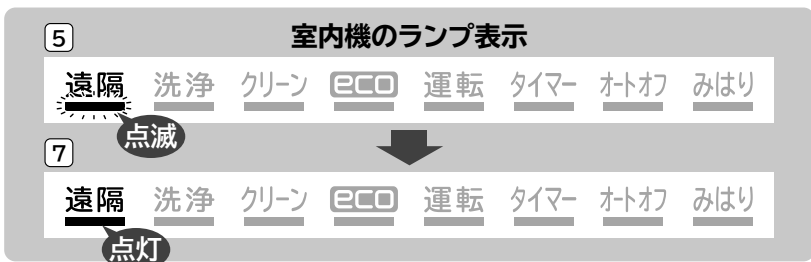 5 室内機のランプ表示
遠隔 洗浄 クリーン eco 運転 タイマー オートオフ みはり
点滅
7
遠隔 洗浄 クリーン eco 運転 タイマー オートオフ みはり
点灯